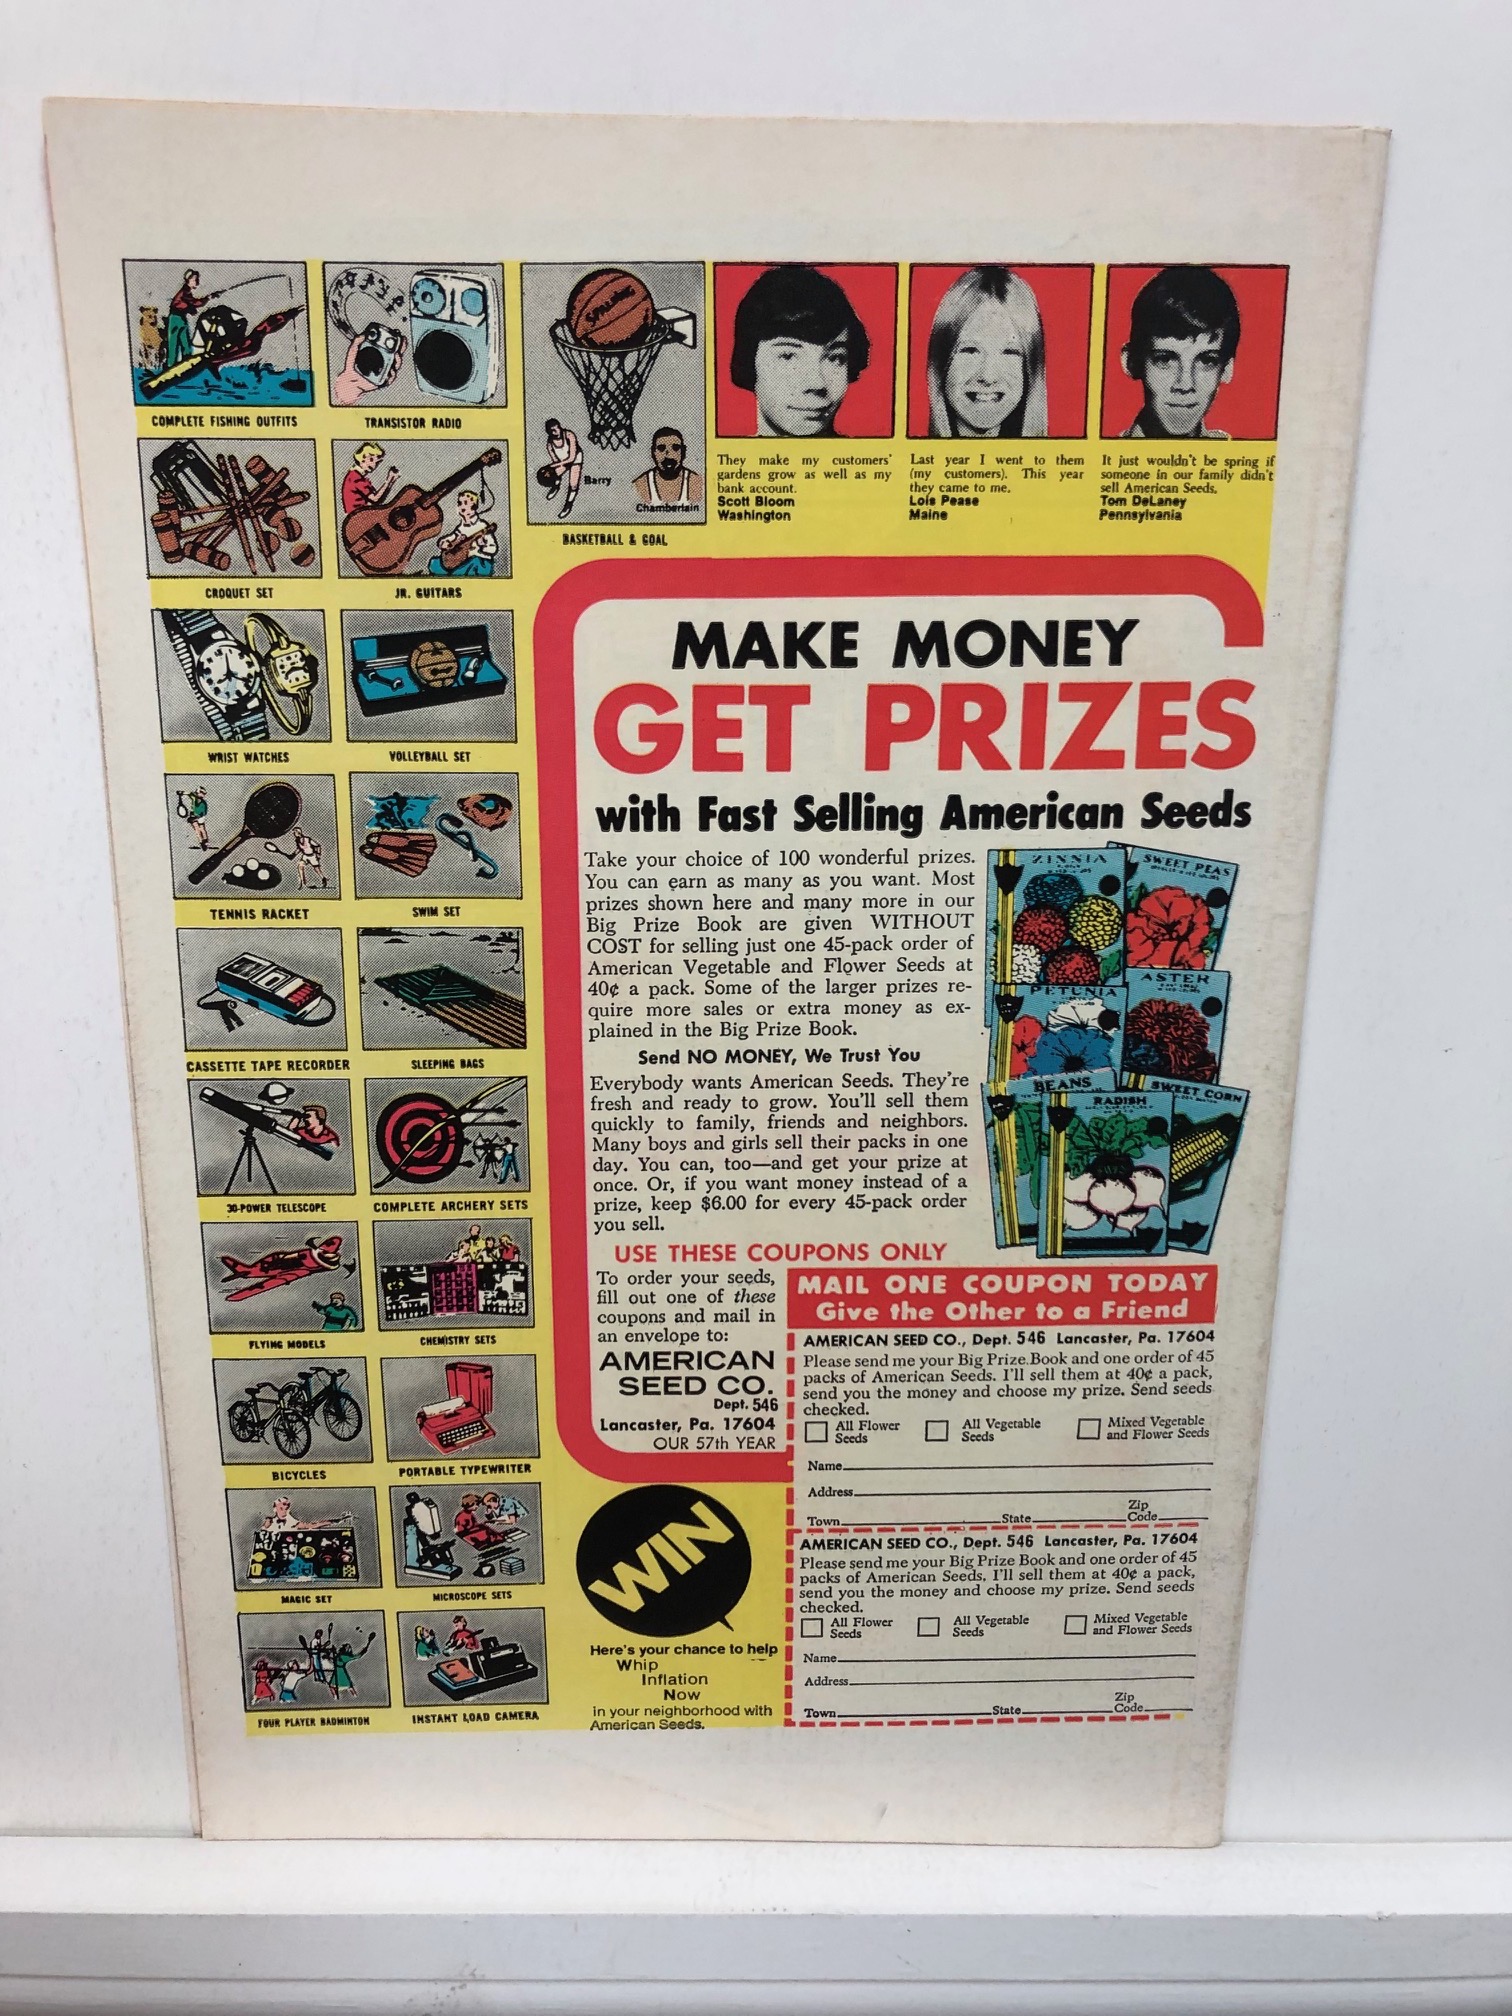 COMPLETE FISHING OUTFITS
TRANSISTOR RADIO
SPALDING
Barry
Chamberlain
BASKETBALL & GOAL
CROQUET SET
JR. GUITARS
WRIST WATCHES
VOLLEYBALL SET
TENNIS RACKET
SWIM SET
CASSETTE TAPE RECORDER
SLEEPING BAGS
30-POWER TELESCOPE
COMPLETE ARCHERY SETS
FLYING MODELS
CHEMISTRY SETS
BICYCLES
PORTABLE TYPEWRITER
MAGIC SET
MICROSCOPE SETS
FOUR PLAYER BADMINTON
INSTANT LOAD CAMERA
They make my customers'
gardens grow as well as my
bank account.
Scott Bloom
Washington
Last year I went to them
(my customers). This year
they came to me.
Lois Pease
Maine
It just wouldn't be spring if
someone in our family didn't
sell American Seeds.
Tom DeLaney
Pennsylvania
MAKE MONEY
GET PRIZES
with Fast Selling American Seeds
Take your choice of 100 wonderful prizes.
You can earn as many as you want. Most
prizes shown here and many more in our
Big Prize Book are given WITHOUT
COST for selling just one 45-pack order of
American Vegetable and Flower Seeds at
40¢ a pack. Some of the larger prizes re-
quire more sales or extra money as ex-
plained in the Big Prize Book.
Send NO MONEY, We Trust You
Everybody wants American Seeds. They're
fresh and ready to grow. You'll sell them
quickly to family, friends and neighbors.
Many boys and girls sell their packs in one
day. You can, too—and get your prize at
once. Or, if you want money instead of a
prize, keep $6.00 for every 45-pack order
you sell.
ZINNIA
SWEET PEAS
PETUNIA
ASTER
BEANS
RADISH
SWEET CORN
USE THESE COUPONS ONLY
To order your seeds,
fill out one of these
coupons and mail in
an envelope to:
AMERICAN
SEED CO.
Dept. 546
Lancaster, Pa. 17604
OUR 57th YEAR
MAIL ONE COUPON TODAY
Give the Other to a Friend
AMERICAN SEED CO., Dept. 546 Lancaster, Pa. 17604
Please send me your Big Prize Book and one order of 45
packs of American Seeds. I'll sell them at 40¢ a pack,
send you the money and choose my prize. Send seeds
checked.
All Flower Seeds
All Vegetable Seeds
Mixed Vegetable and Flower Seeds
Name
Address
Town State Zip Code
AMERICAN SEED CO., Dept. 546 Lancaster, Pa. 17604
Please send me your Big Prize Book and one order of 45
packs of American Seeds. I'll sell them at 40¢ a pack,
send you the money and choose my prize. Send seeds
checked.
All Flower Seeds
All Vegetable Seeds
Mixed Vegetable and Flower Seeds
Name
Address
Town State Zip Code
WIN
Here's your chance to help
Whip
Inflation
Now
in your neighborhood with
American Seeds.